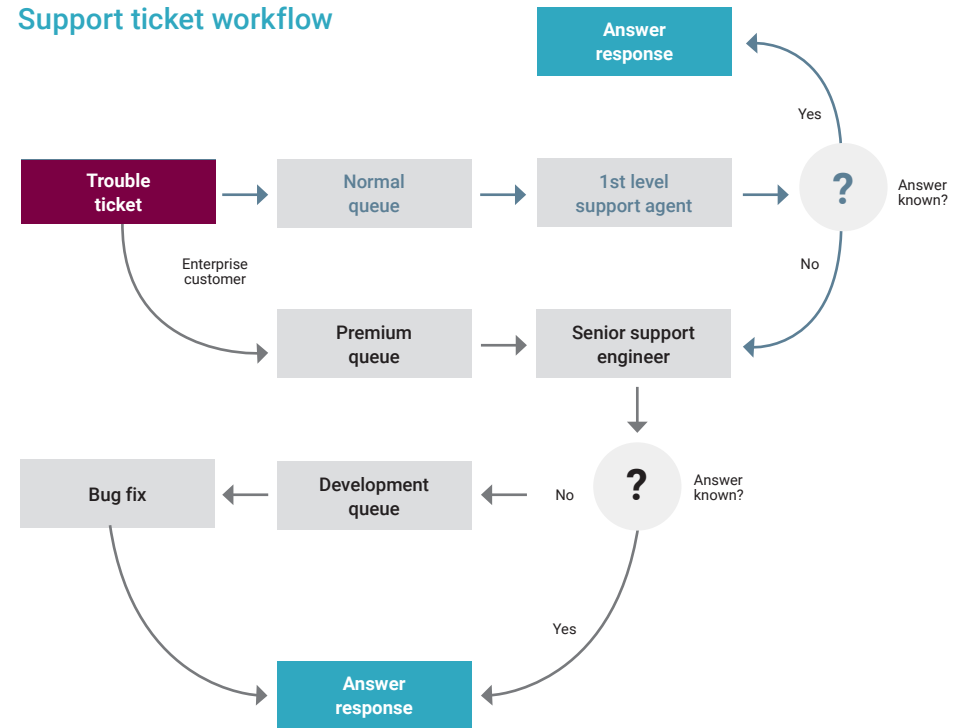 Support ticket workflow
Answer
response
Yes
Trouble
ticket
Normal
queue
1st level
support agent
?
Answer
known?
Enterprise
customer
No
Premium
queue
Senior support
engineer
Bug fix
Development
queue
No
?
Answer
known?
Yes
Answer
response